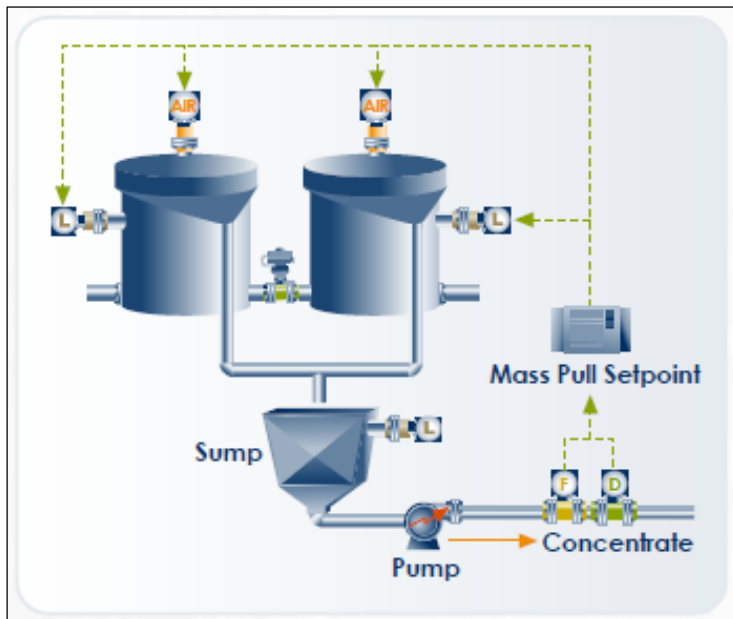 AIR AIR
L L
Mass Pull Setpoint
L
Sump
F D
Concentrate
Pump